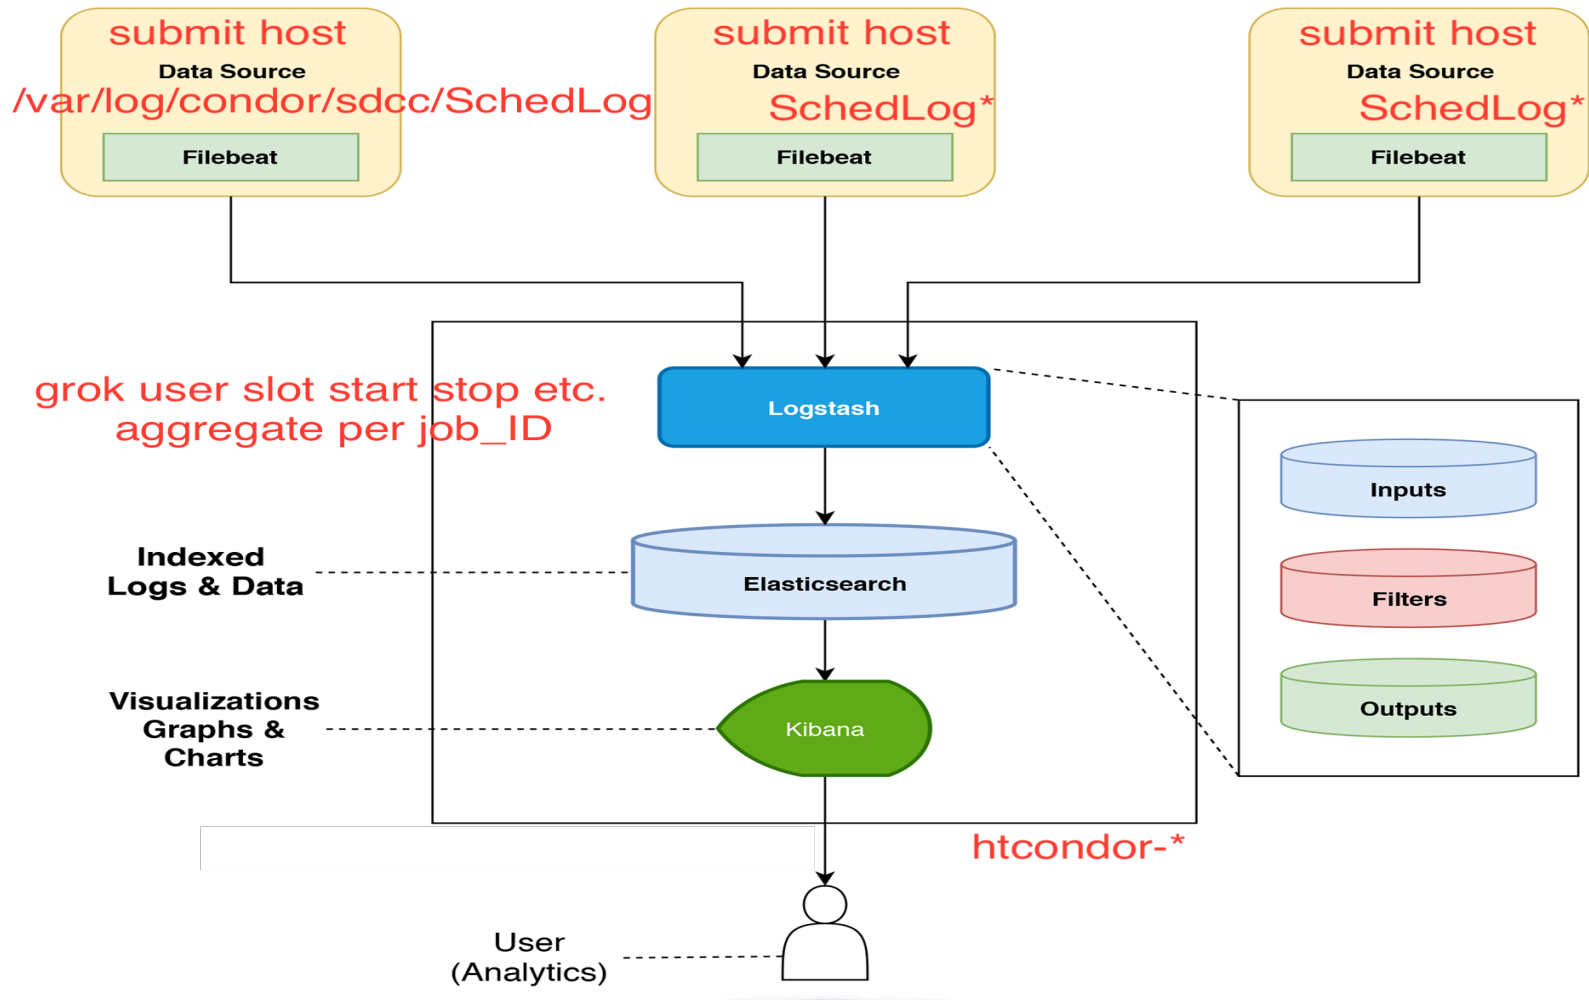 submit host
Data Source
/var/log/condor/sdcc/SchedLog
Filebeat
submit host
Data Source
SchedLog*
Filebeat
submit host
Data Source
SchedLog*
Filebeat
grok user slot start stop etc.
aggregate per job_ID
Logstash
Inputs
Filters
Outputs
Indexed
Logs & Data
Elasticsearch
Visualizations
Graphs &
Charts
Kibana
htcondor-*
User
(Analytics)